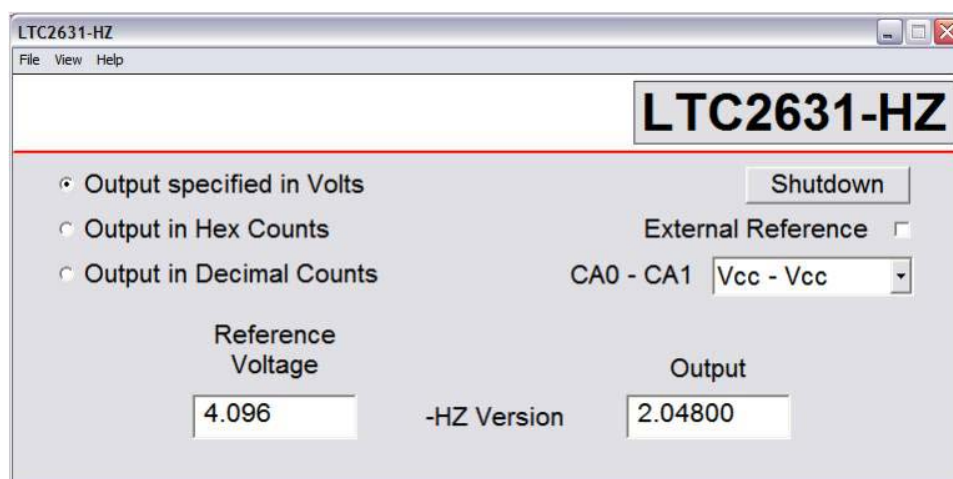 LTC2631-HZ
File View Help
LTC2631-HZ
Output specified in Volts
Shutdown
Output in Hex Counts
External Reference
Output in Decimal Counts
CA0 - CA1 Vcc - Vcc
Reference
Voltage
Output
4.096 -HZ Version 2.04800